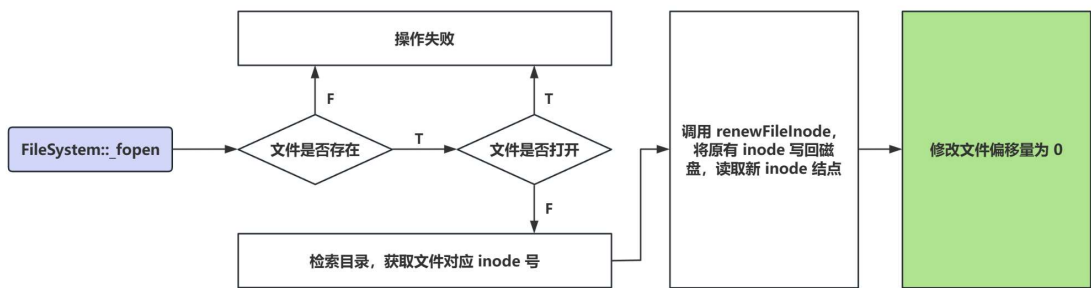 操作失败
F
T
FileSystem::_fopen
文件是否存在
T
文件是否打开
F
检索目录，获取文件对应 inode 号
调用 renewFileInode，
将原有 inode 写回磁
盘，读取新 inode 结点
修改文件偏移量为 0